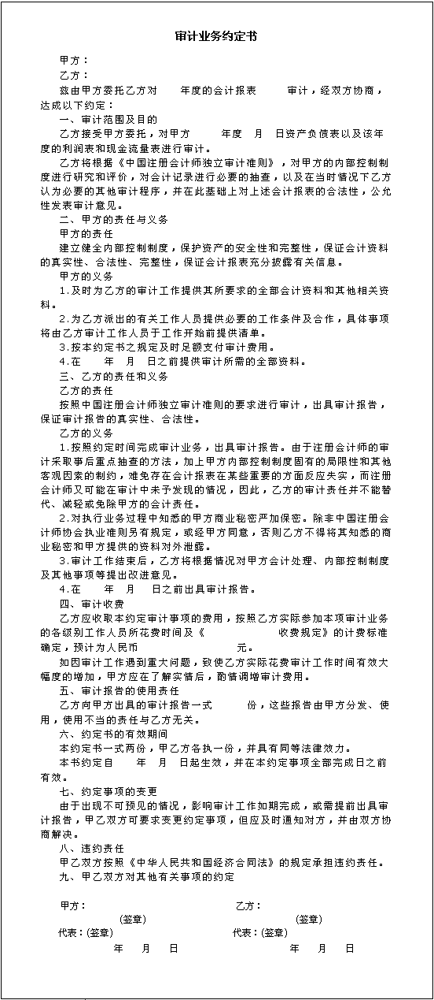 审计业务约定书
甲方：
乙方：
兹由甲方委托乙方对　　年度的会计报表　　　审计，经双方协商，
达成以下约定：
一、审计范围及目的
乙方接受甲方委托，对甲方　　　年度　月　日资产负债表以及该年
度的利润表和现金流量表进行审计。
乙方将根据《中国注册会计师独立审计准则》，对甲方的内部控制制
度进行研究和评价，对会计记录进行必要的抽查，以及在当时情况下乙方
认为必要的其他审计程序，并在此基础上对上述会计报表的合法性，公允
性发表审计意见。
二、甲方的责任与义务
甲方的责任
建立健全内部控制制度，保护资产的安全性和完整性，保证会计资料
的真实性、合法性、完整性，保证会计报表充分披露有关信息。
甲方的义务
1.及时为乙方的审计工作提供其所要求的全部会计资料和其他相关资
料。
2.为乙方派出的有关工作人员提供必要的工作条件及合作，具体事项
将由乙方审计工作人员于工作开始前提供清单。
3.按本约定书之规定及时足额支付审计费用。
4.在　　年　月　日之前提供审计所需的全部资料。
三、乙方的责任和义务
乙方的责任
按照中国注册会计师独立审计准则的要求进行审计，出具审计报告，
保证审计报告的真实性、合法性。
乙方的义务
1.按照约定时间完成审计业务，出具审计报告。由于注册会计师的审
计采取事后重点抽查的方法，加上甲方内部控制制度固有的局限性和其他
客观因素的制约，难免存在会计报表在某些重要的方面反应失实，而注册
会计师又可能在审计中未予发现的情况，因此，乙方的审计责任并不能替
代、减轻或免除甲方的会计责任。
2.对执行业务过程中知悉的甲方商业秘密严加保密。除非中国注册会
计师协会执业准则另有规定，或经甲方同意，否则乙方不得将其知悉的商
业秘密和甲方提供的资料对外泄露。
3.审计工作结束后，乙方将根据情况对甲方会计处理、内部控制制度
及其他事项等提出改进意见。
4.在　　年　月　日之前出具审计报告。
四、审计收费
乙方应收取本约定审计事项的费用，按照乙方实际参加本项审计业务
的各级别工作人员所花费时间及《　　　　　　收费规定》的计费标准
确定，预计为人民币　　　　　　　　元。
如因审计工作遇到重大问题，致使乙方实际花费审计工作时间有效大
幅度的增加，甲方应在了解实情后，酌情调增审计费用。
五、审计报告的使用责任
乙方向甲方出具的审计报告一式　　　份，这些报告由甲方分发、使
用，使用不当的责任与乙方无关。
六、约定书的有效期间
本约定书一式两份，甲乙方各执一份，并具有同等法律效力。
本书约定自　　年　月　日起生效，并在本约定事项全部完成日之前
有效。
七、约定事项的变更
由于出现不可预见的情况，影响审计工作如期完成，或需提前出具审
计报告，甲乙双方可要求变更约定事项，但应及时通知对方，并由双方协
商解决。
八、违约责任
甲乙双方按照《中华人民共和国经济合同法》的规定承担违约责任。
九、甲乙双方对其他有关事项的约定
甲方：　　　　　　　　　　　　乙方：
(签章)　　　　　　　　　　　　(签章)
代表：(签章)　　　　　　　　　代表：(签章)
年　月　日　　　　　　　　　　年　月　日